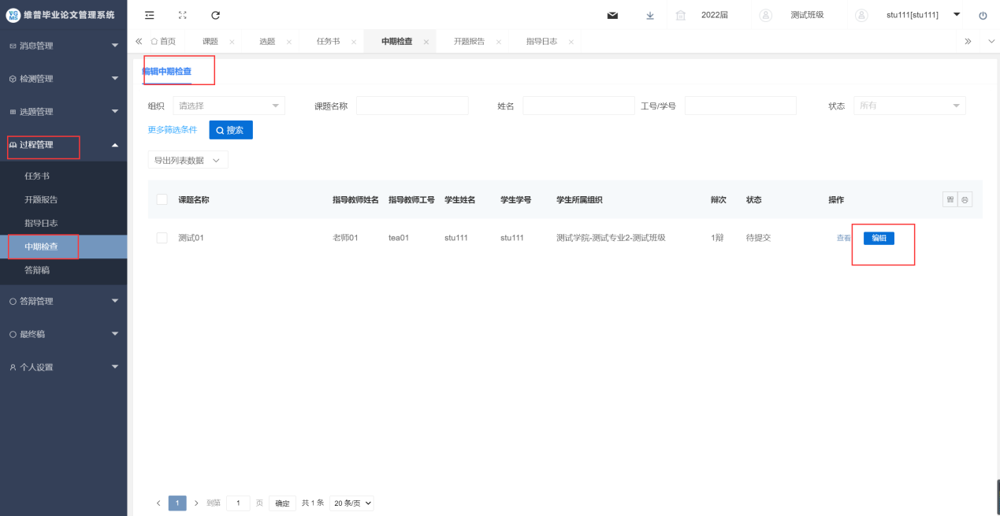 维普毕业论文管理系统
2022届
测试班级
stu111[stu111]
消息管理
检测管理
选题管理
过程管理
任务书
开题报告
指导日志
中期检查
答辩稿
答辩管理
最终稿
个人设置
首页
课题
选题
任务书
中期检查
开题报告
指导日志
编辑中期检查
组织 请选择 课题名称 姓名 工号/学号 状态 所有
更多筛选条件 搜索
导出列表数据
课题名称 指导教师姓名 指导教师工号 学生姓名 学生学号 学生所属组织 辩次 状态 操作
测试01 老师01 tea01 stu111 stu111 测试学院-测试专业2-测试班级 1辩 待提交 查看 编辑
1 到第 1 页 确定 共 1 条 20 条/页